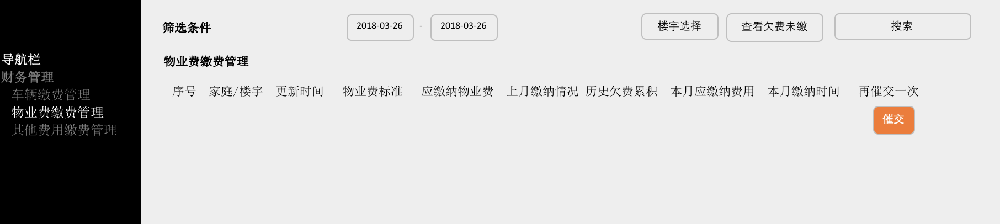 导航栏
财务管理
车辆缴费管理
物业费缴费管理
其他费用缴费管理
筛选条件 2018-03-26 - 2018-03-26 楼宇选择 查看欠费未缴 搜索
物业费缴费管理
序号 家庭/楼宇 更新时间 物业费标准 应缴纳物业费 上月缴纳情况 历史欠费累积 本月应缴纳费用 本月缴纳时间 再催交一次
催交